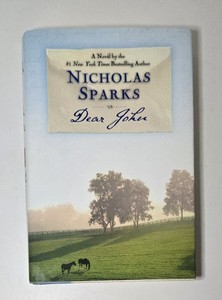 A Novel by the
#1 New York Times Bestselling Author
NICHOLAS
SPARKS
Dear John